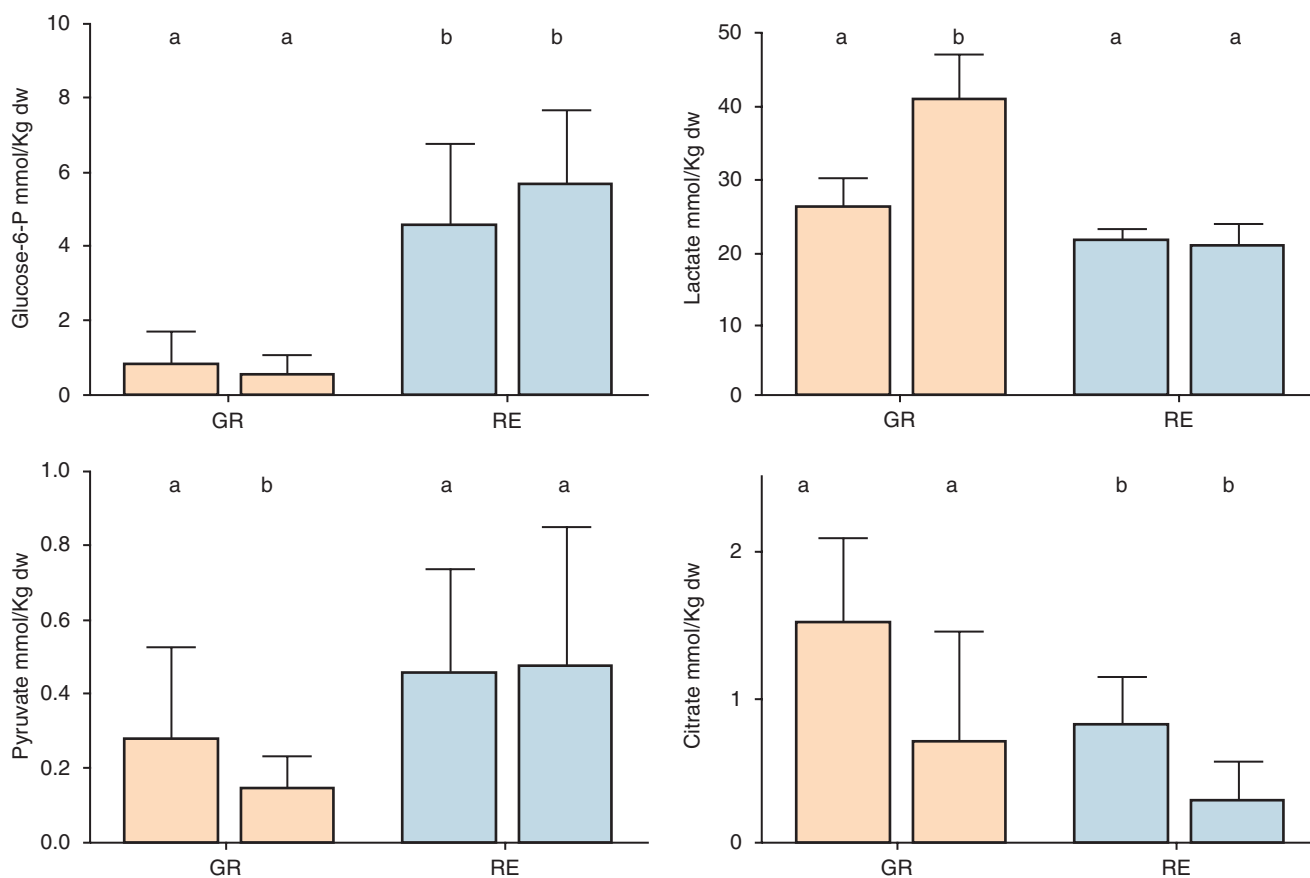 Glucose-6-P mmol/Kg dw
10
8
6
4
2
0
a a b b
GR RE
Lactate mmol/Kg dw
50
40
30
20
10
0
a b a a
GR RE
Pyruvate mmol/Kg dw
1.0
0.8
0.6
0.4
0.2
0.0
a b a a
GR RE
Citrate mmol/Kg dw
2
1
0
a a b b
GR RE